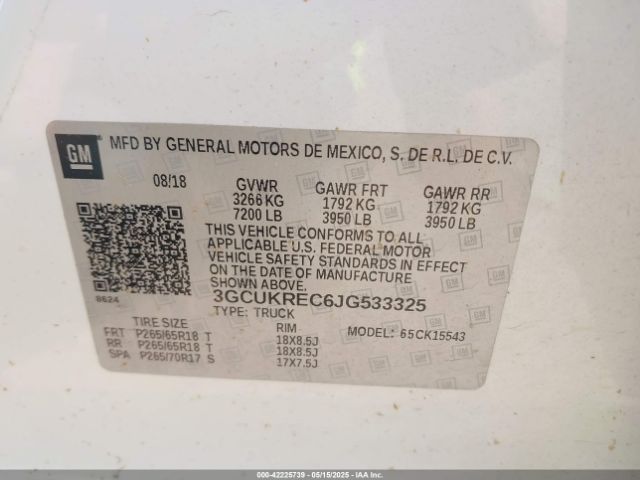 GM
MFD BY GENERAL MOTORS DE MEXICO, S. DE R.L. DE C.V.
08/18 GVWR GAWR FRT GAWR RR
3266 KG 1792 KG 1792 KG
7200 LB 3950 LB 3950 LB
THIS VEHICLE CONFORMS TO ALL
APPLICABLE U.S. FEDERAL MOTOR
VEHICLE SAFETY STANDARDS IN EFFECT
ON THE DATE OF MANUFACTURE
SHOWN ABOVE.
8624 3GCUKREC6JG533325
TYPE: TRUCK
TIRE SIZE RIM MODEL: 65CK15543
FRT P265/65R18 T 18X8.5J
RR P265/65R18 T 18X8.5J
SPA P265/70R17 S 17X7.5J
000-42225739 - 05/15/2025 - IAA Inc. (IAA)